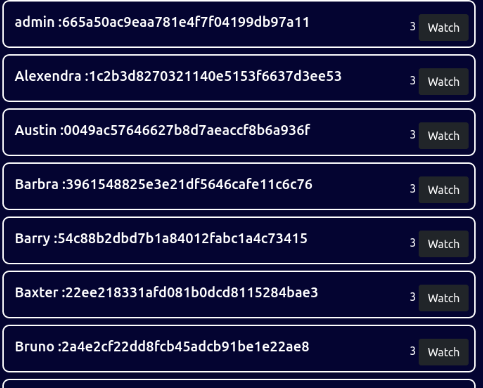 admin :665a50ac9eaa781e4f7f04199db97a11 3 Watch
Alexendra :1c2b3d8270321140e5153f6637d3ee53 3 Watch
Austin :0049ac57646627b8d7aeaccf8b6a936f 3 Watch
Barbra :3961548825e3e21df5646cafe11c6c76 3 Watch
Barry :54c88b2dbd7b1a84012fabc1a4c73415 3 Watch
Baxter :22ee218331afd081b0dcd8115284bae3 3 Watch
Bruno :2a4e2cf22dd8fcb45adcb91be1e22ae8 3 Watch